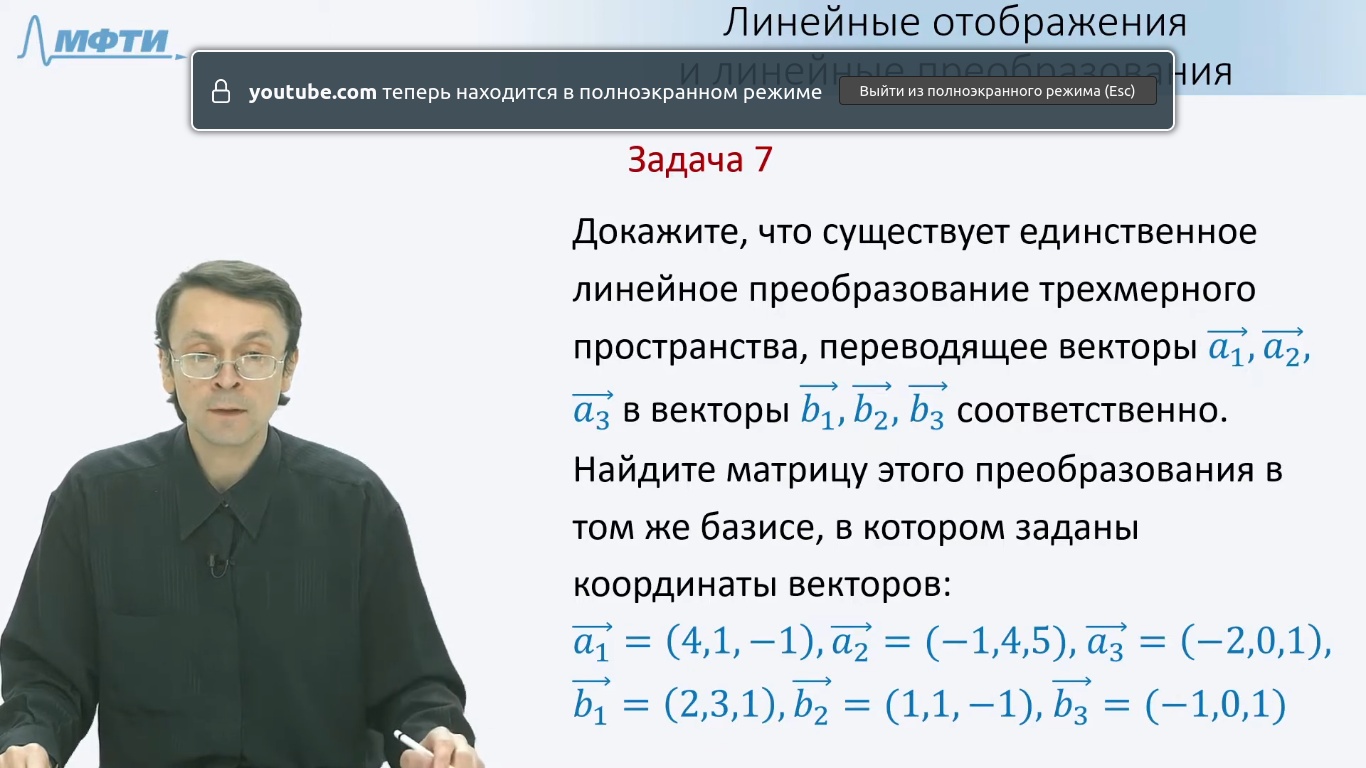 МФТИ
Линейные отображения
и линейные преобразования
youtube.com теперь находится в полноэкранном режиме
Выйти из полноэкранного режима (Esc)
Задача 7
Докажите, что существует единственное
линейное преобразование трехмерного
пространства, переводящее векторы $\overrightarrow{a_1}, \overrightarrow{a_2},$
$\overrightarrow{a_3}$ в векторы $\overrightarrow{b_1}, \overrightarrow{b_2}, \overrightarrow{b_3}$ соответственно.
Найдите матрицу этого преобразования в
том же базисе, в котором заданы
координаты векторов:
$\overrightarrow{a_1} = (4,1,-1), \overrightarrow{a_2} = (-1,4,5), \overrightarrow{a_3} = (-2,0,1),$
$\overrightarrow{b_1} = (2,3,1), \overrightarrow{b_2} = (1,1,-1), \overrightarrow{b_3} = (-1,0,1)$